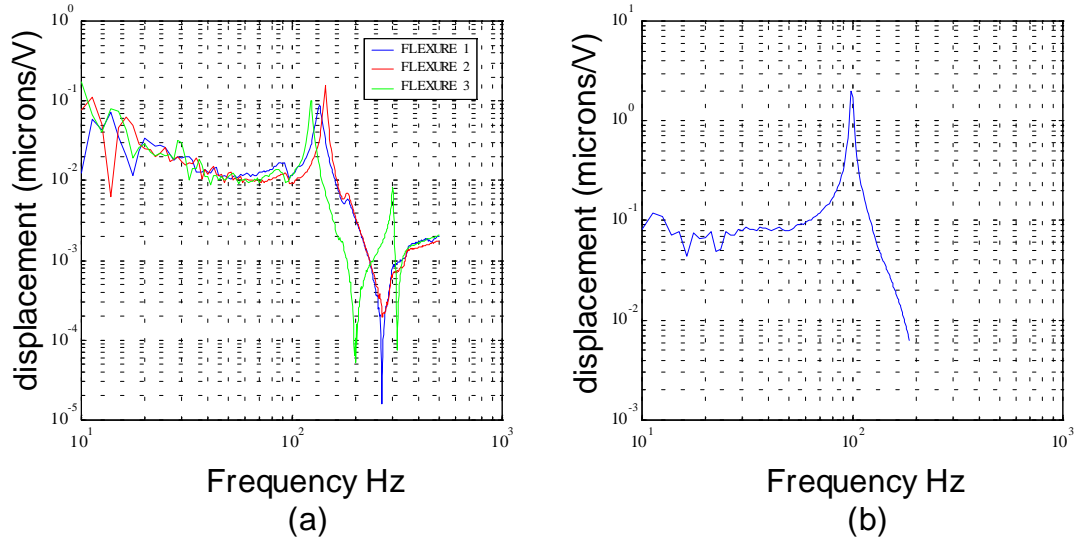 10^0
10^-1
10^-2
10^-3
10^-4
10^-5
10^1
10^2
10^3
displacement (microns/V)
Frequency Hz
FLEXURE 1
FLEXURE 2
FLEXURE 3
(a)
10^1
10^0
10^-1
10^-2
10^-3
10^1
10^2
10^3
displacement (microns/V)
Frequency Hz
(b)